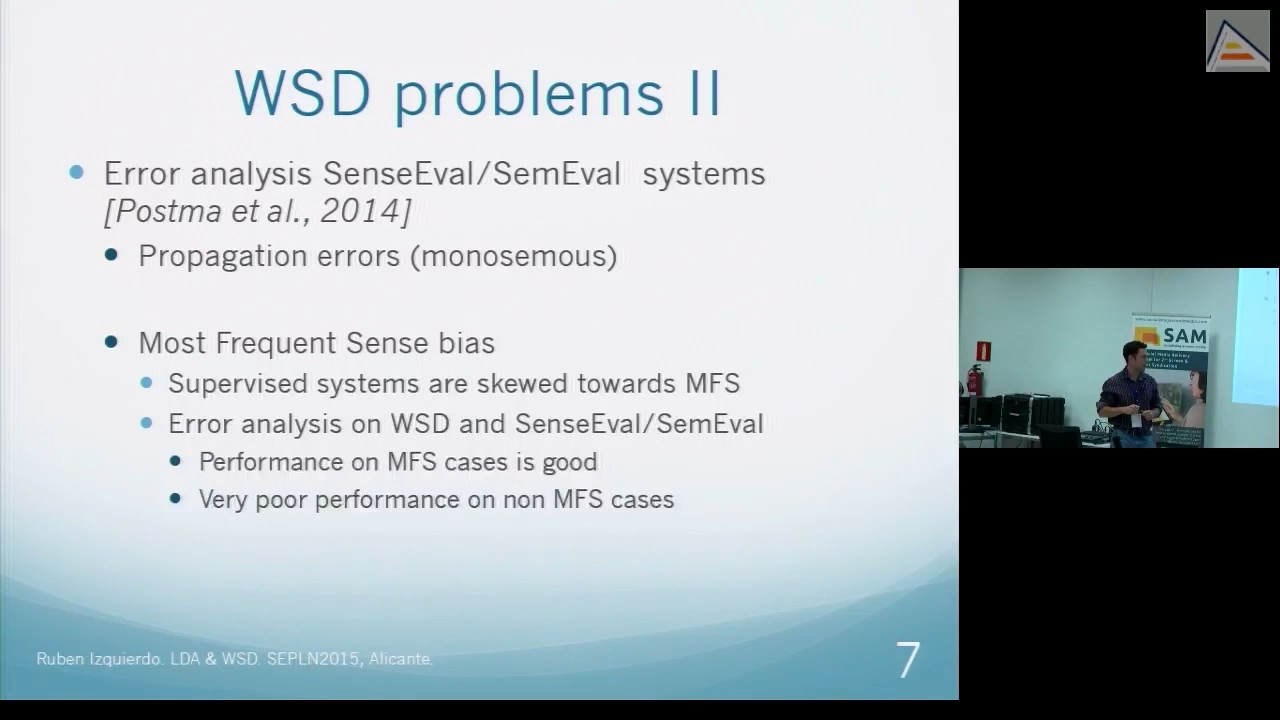 WSD problems II
Error analysis SenseEval/SemEval systems
[Postma et al., 2014]
Propagation errors (monosemous)
Most Frequent Sense bias
Supervised systems are skewed towards MFS
Error analysis on WSD and SenseEval/SemEval
Performance on MFS cases is good
Very poor performance on non MFS cases
Ruben Izquierdo. LDA & WSD. SEPLN2015, Alicante.
7
SAM